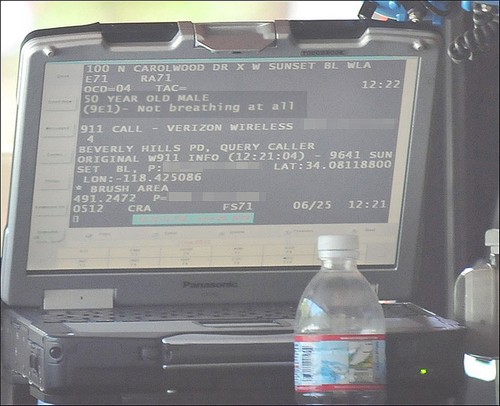 100 N CAROLWOOD DR X W SUNSET BL WLA
E71 RA71
OCD=04 TAC= 12:22
50 YEAR OLD MALE
(9E1)- Not breathing at all
911 CALL - VERIZON WIRELESS
4
BEVERLY HILLS PD, QUERY CALLER
ORIGINAL W911 INFO (12:21:04) - 9641 SUN
SET BL, P: LAT:34.08118800
LON:-118.425086
* BRUSH AREA
491.2472 P=
0512 CRA FS71 06/25 12:21
Panasonic